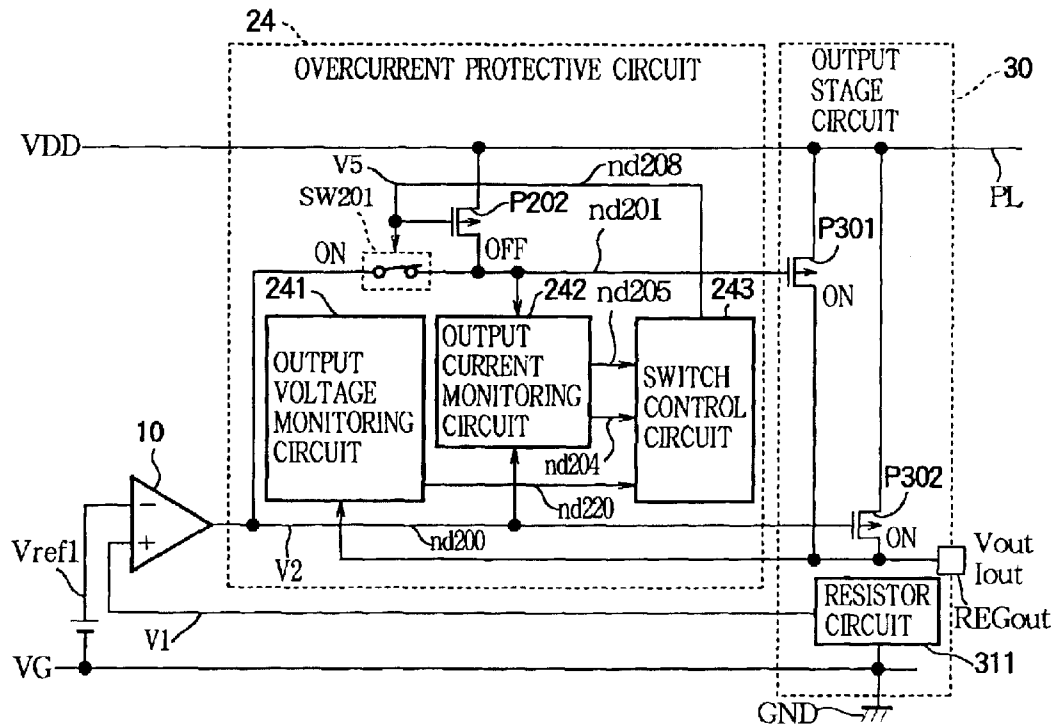 24
OVERCURRENT PROTECTIVE CIRCUIT
OUTPUT
STAGE
CIRCUIT
30
VDD
PL
V5
nd208
SW201
P202
nd201
P301
ON
OFF
ON
241
242
nd205
243
OUTPUT
VOLTAGE
MONITORING
CIRCUIT
OUTPUT
CURRENT
MONITORING
CIRCUIT
SWITCH
CONTROL
CIRCUIT
nd204
nd220
10
P302
Vref1
V2
nd200
ON
Vout
Iout
REGout
V1
RESISTOR
CIRCUIT
311
VG
GND
−
+